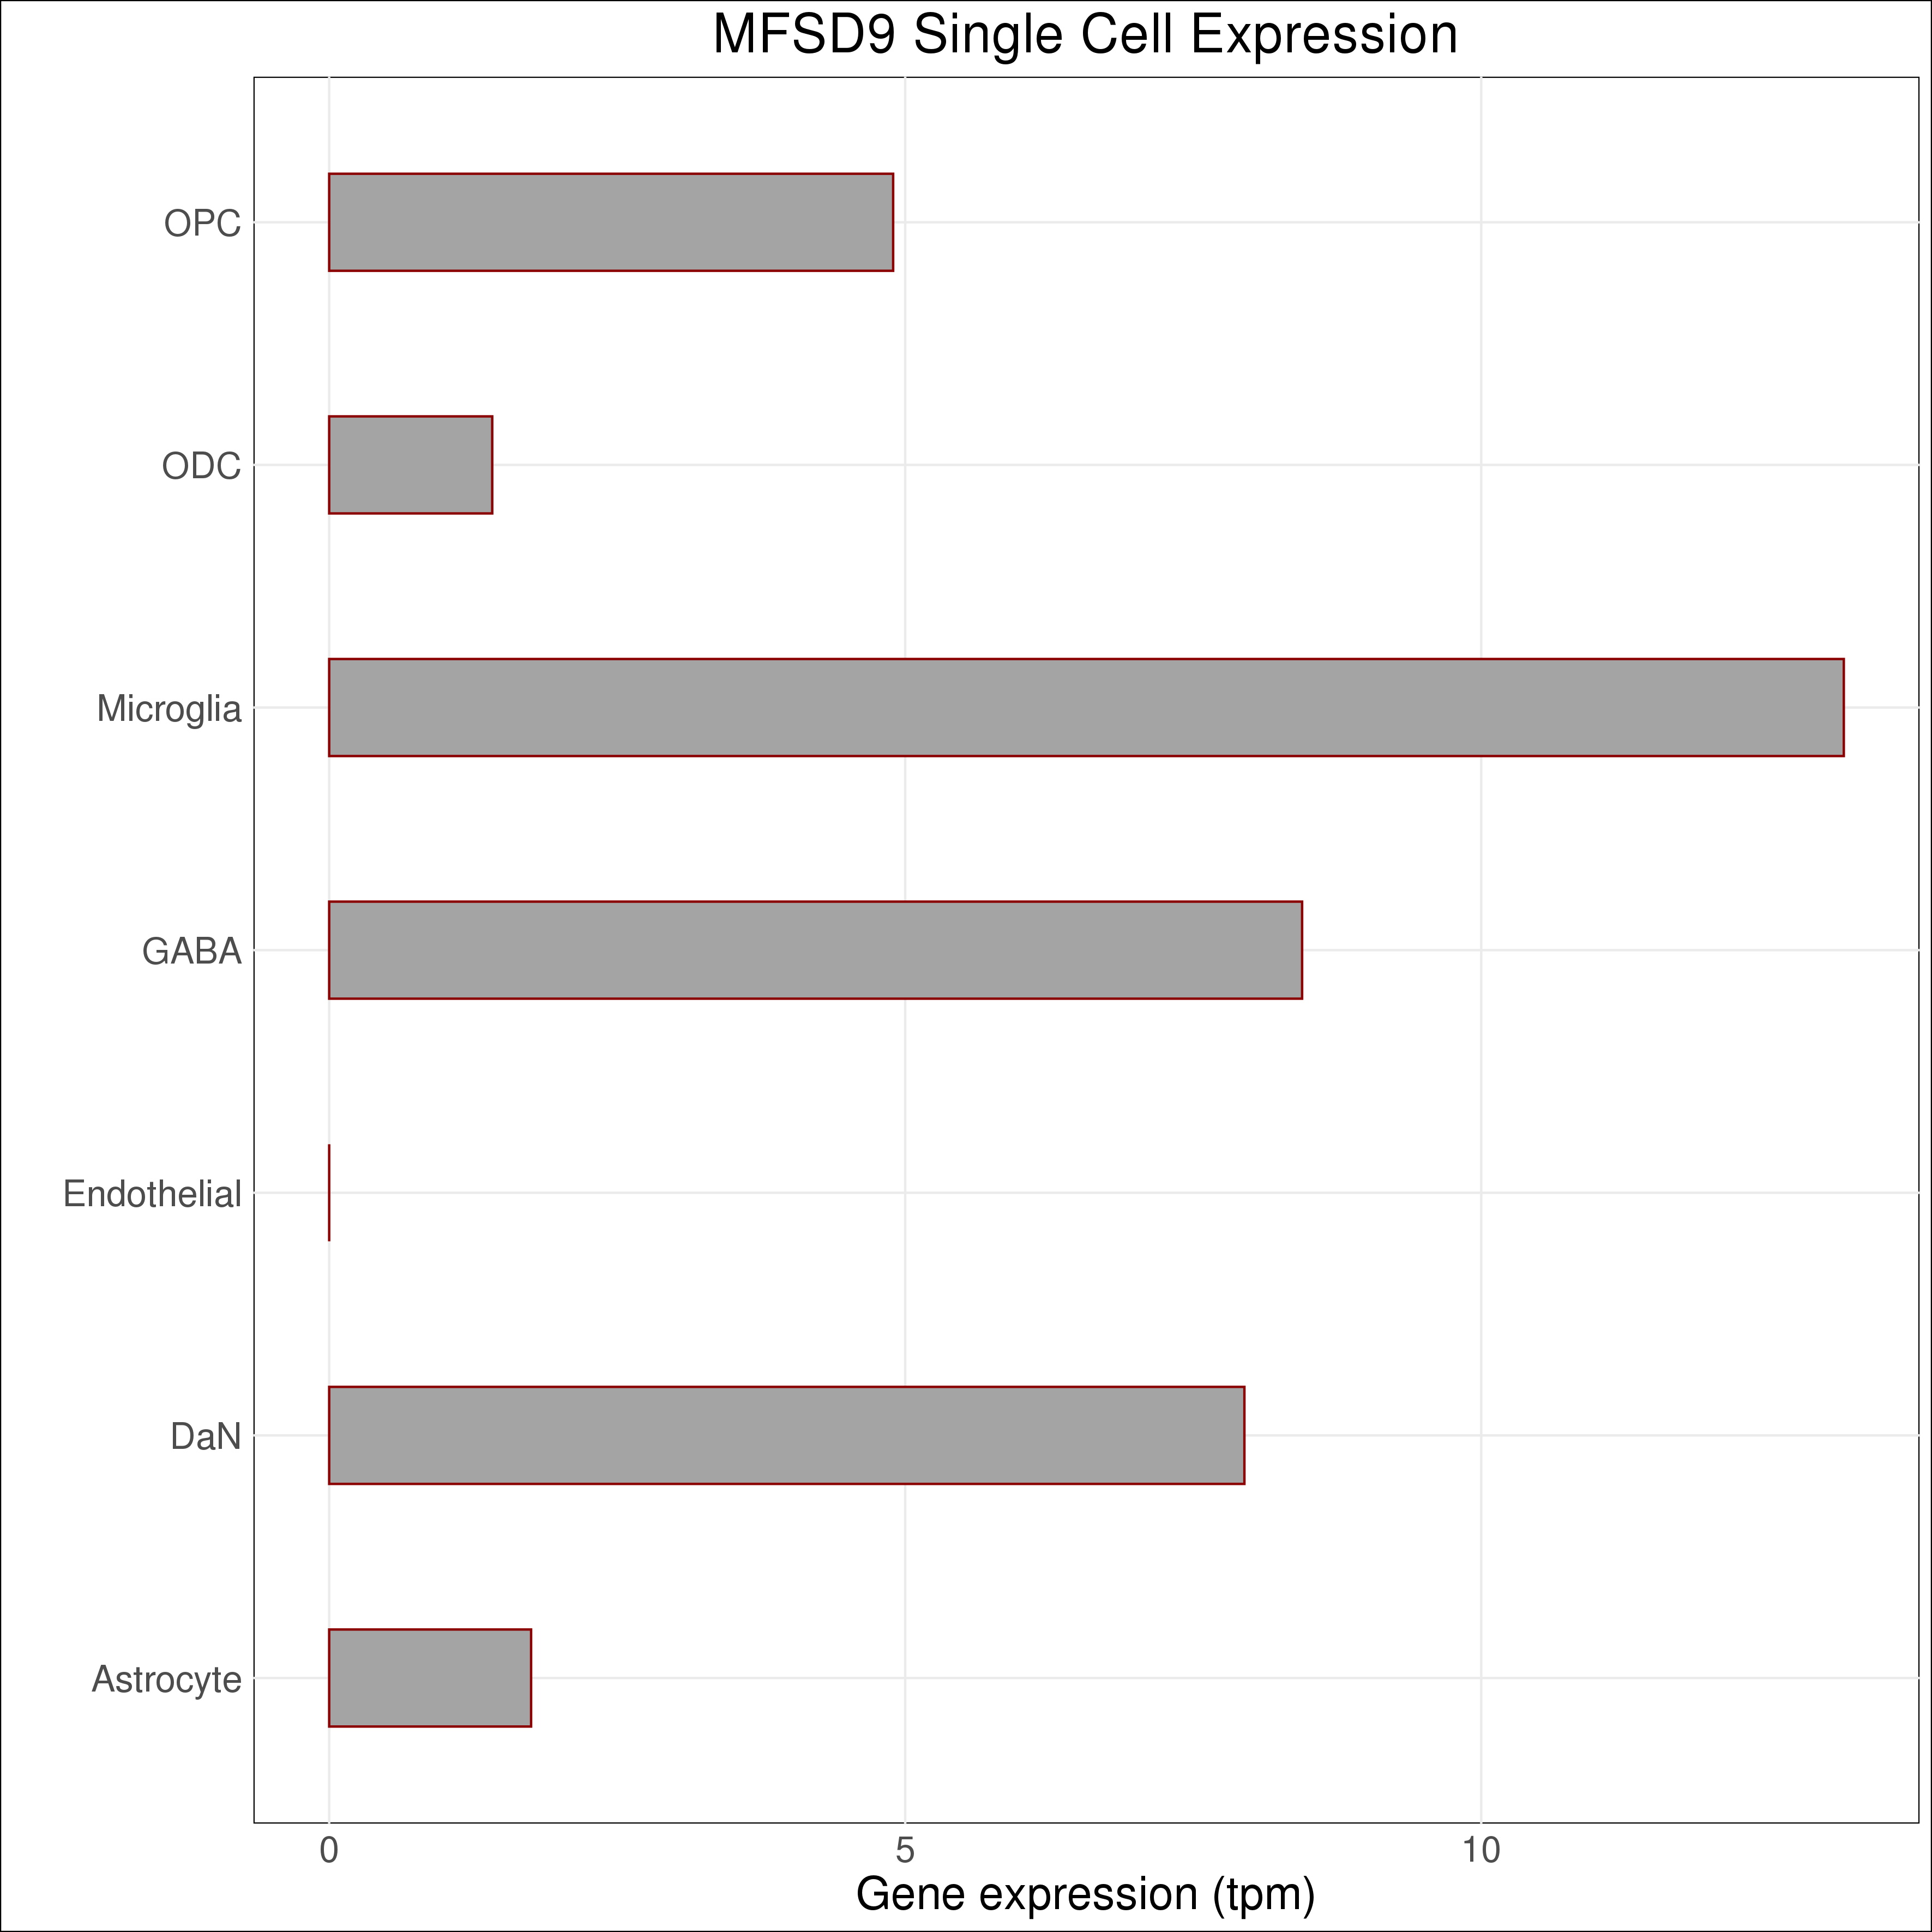 MFSD9 Single Cell Expression
OPC
ODC
Microglia
GABA
Endothelial
DaN
Astrocyte
0 5 10
Gene expression (tpm)